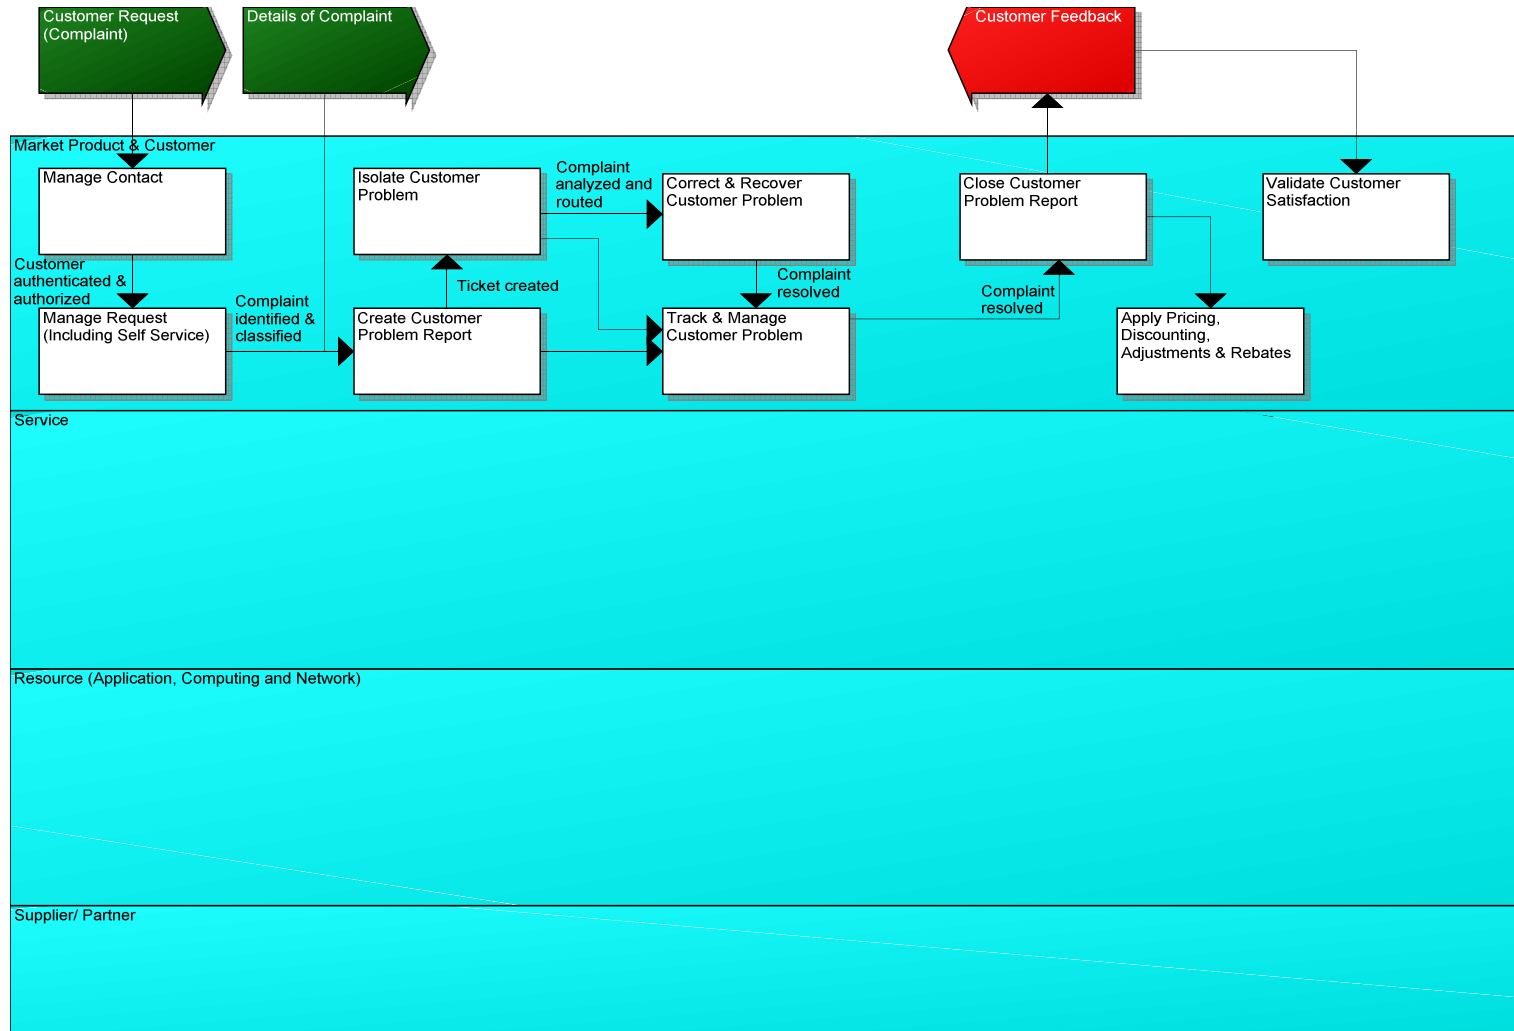 Customer Request
(Complaint)
Details of Complaint
Customer Feedback
Market Product & Customer
Manage Contact
Isolate Customer
Problem
Complaint
analyzed and
routed
Correct & Recover
Customer Problem
Close Customer
Problem Report
Validate Customer
Satisfaction
Customer
authenticated &
authorized
Ticket created
Complaint
resolved
Complaint
resolved
Manage Request
(Including Self Service)
Complaint
identified &
classified
Create Customer
Problem Report
Track & Manage
Customer Problem
Apply Pricing,
Discounting,
Adjustments & Rebates
Service
Resource (Application, Computing and Network)
Supplier/ Partner